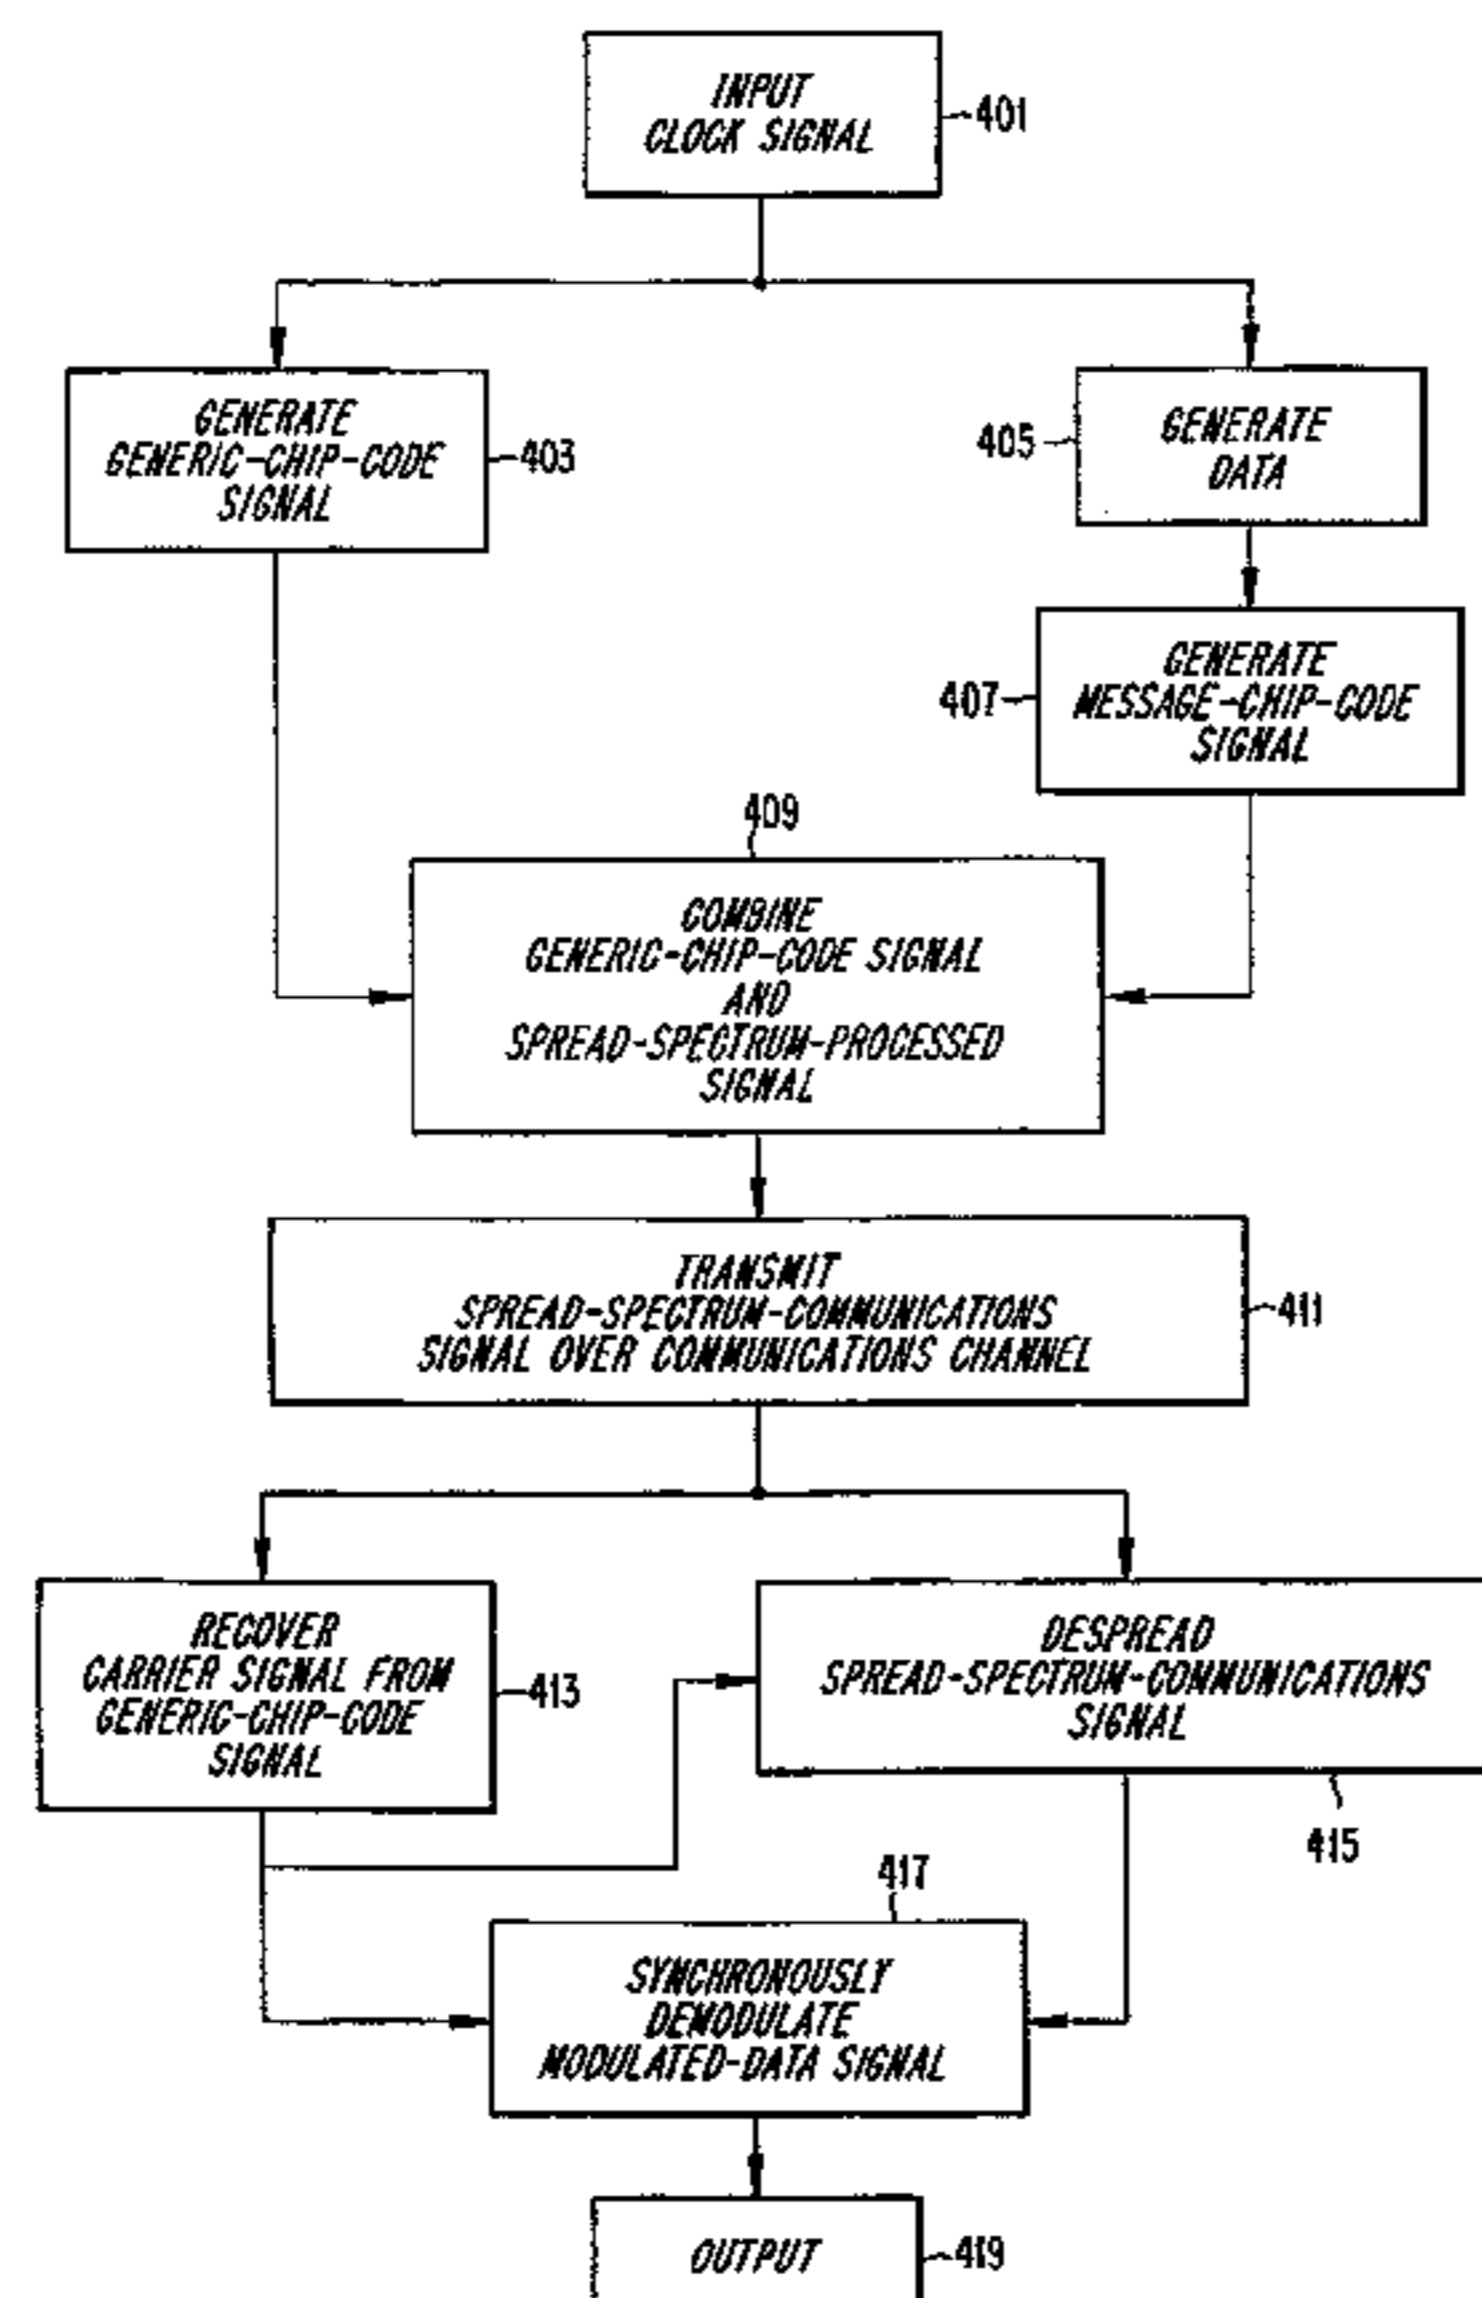 INPUT
CLOCK SIGNAL
401
GENERATE
GENERIC-CHIP-CODE
SIGNAL
403
405
GENERATE
DATA
407
GENERATE
MESSAGE-CHIP-CODE
SIGNAL
409
COMBINE
GENERIC-CHIP-CODE SIGNAL
AND
SPREAD-SPECTRUM-PROCESSED
SIGNAL
TRANSMIT
SPREAD-SPECTRUM-COMMUNICATIONS
SIGNAL OVER COMMUNICATIONS CHANNEL
411
RECOVER
CARRIER SIGNAL FROM
GENERIC-CHIP-CODE
SIGNAL
413
DESPREAD
SPREAD-SPECTRUM-COMMUNICATIONS
SIGNAL
415
417
SYNCHRONOUSLY
DEMODULATE
MODULATED-DATA SIGNAL
OUTPUT
419